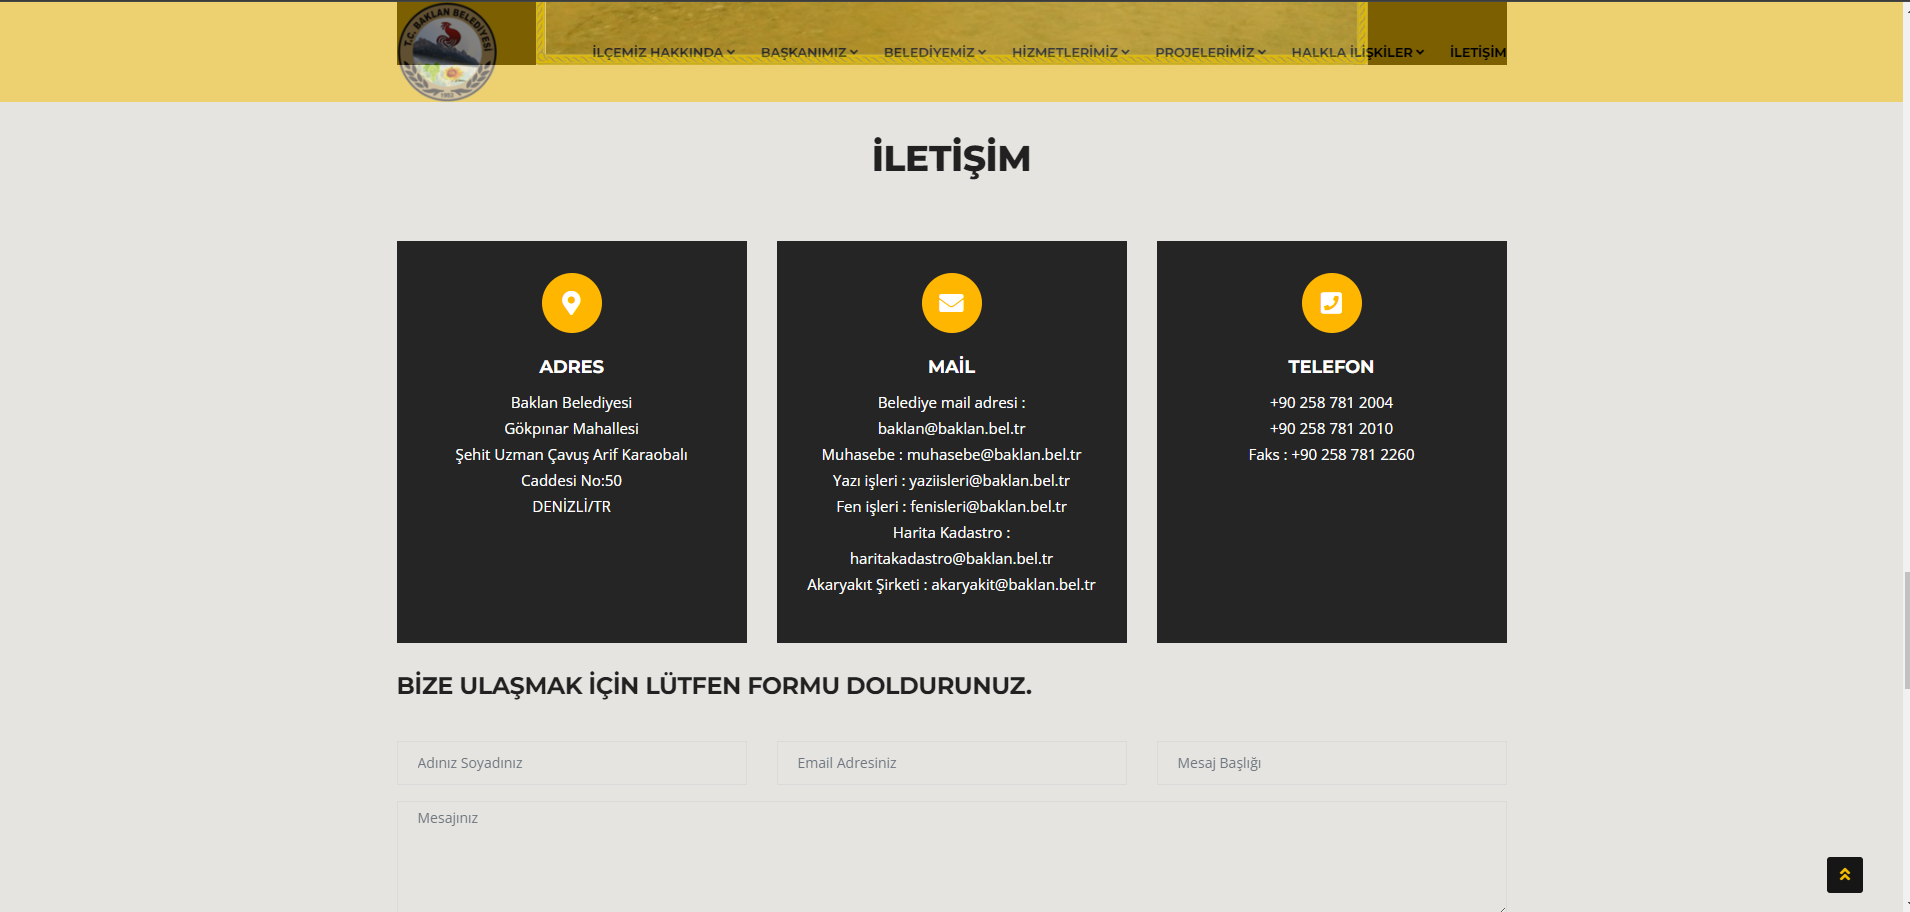 T.C. BAKLAN BELEDİYESİ
İLÇEMİZ HAKKINDA
BAŞKANIMIZ
BELEDİYEMİZ
HİZMETLERİMİZ
PROJELERİMİZ
HALKLA İLİŞKİLER
İLETİŞİM
İLETİŞİM
ADRES
Baklan Belediyesi
Gökpınar Mahallesi
Şehit Uzman Çavuş Arif Karaobalı
Caddesi No:50
DENİZLİ/TR
MAİL
Belediye mail adresi :
baklan@baklan.bel.tr
Muhasebe : muhasebe@baklan.bel.tr
Yazı işleri : yaziisleri@baklan.bel.tr
Fen işleri : fenisleri@baklan.bel.tr
Harita Kadastro :
haritakadastro@baklan.bel.tr
Akaryakıt Şirketi : akaryakit@baklan.bel.tr
TELEFON
+90 258 781 2004
+90 258 781 2010
Faks : +90 258 781 2260
BİZE ULAŞMAK İÇİN LÜTFEN FORMU DOLDURUNUZ.
Adınız Soyadınız
Email Adresiniz
Mesaj Başlığı
Mesajınız